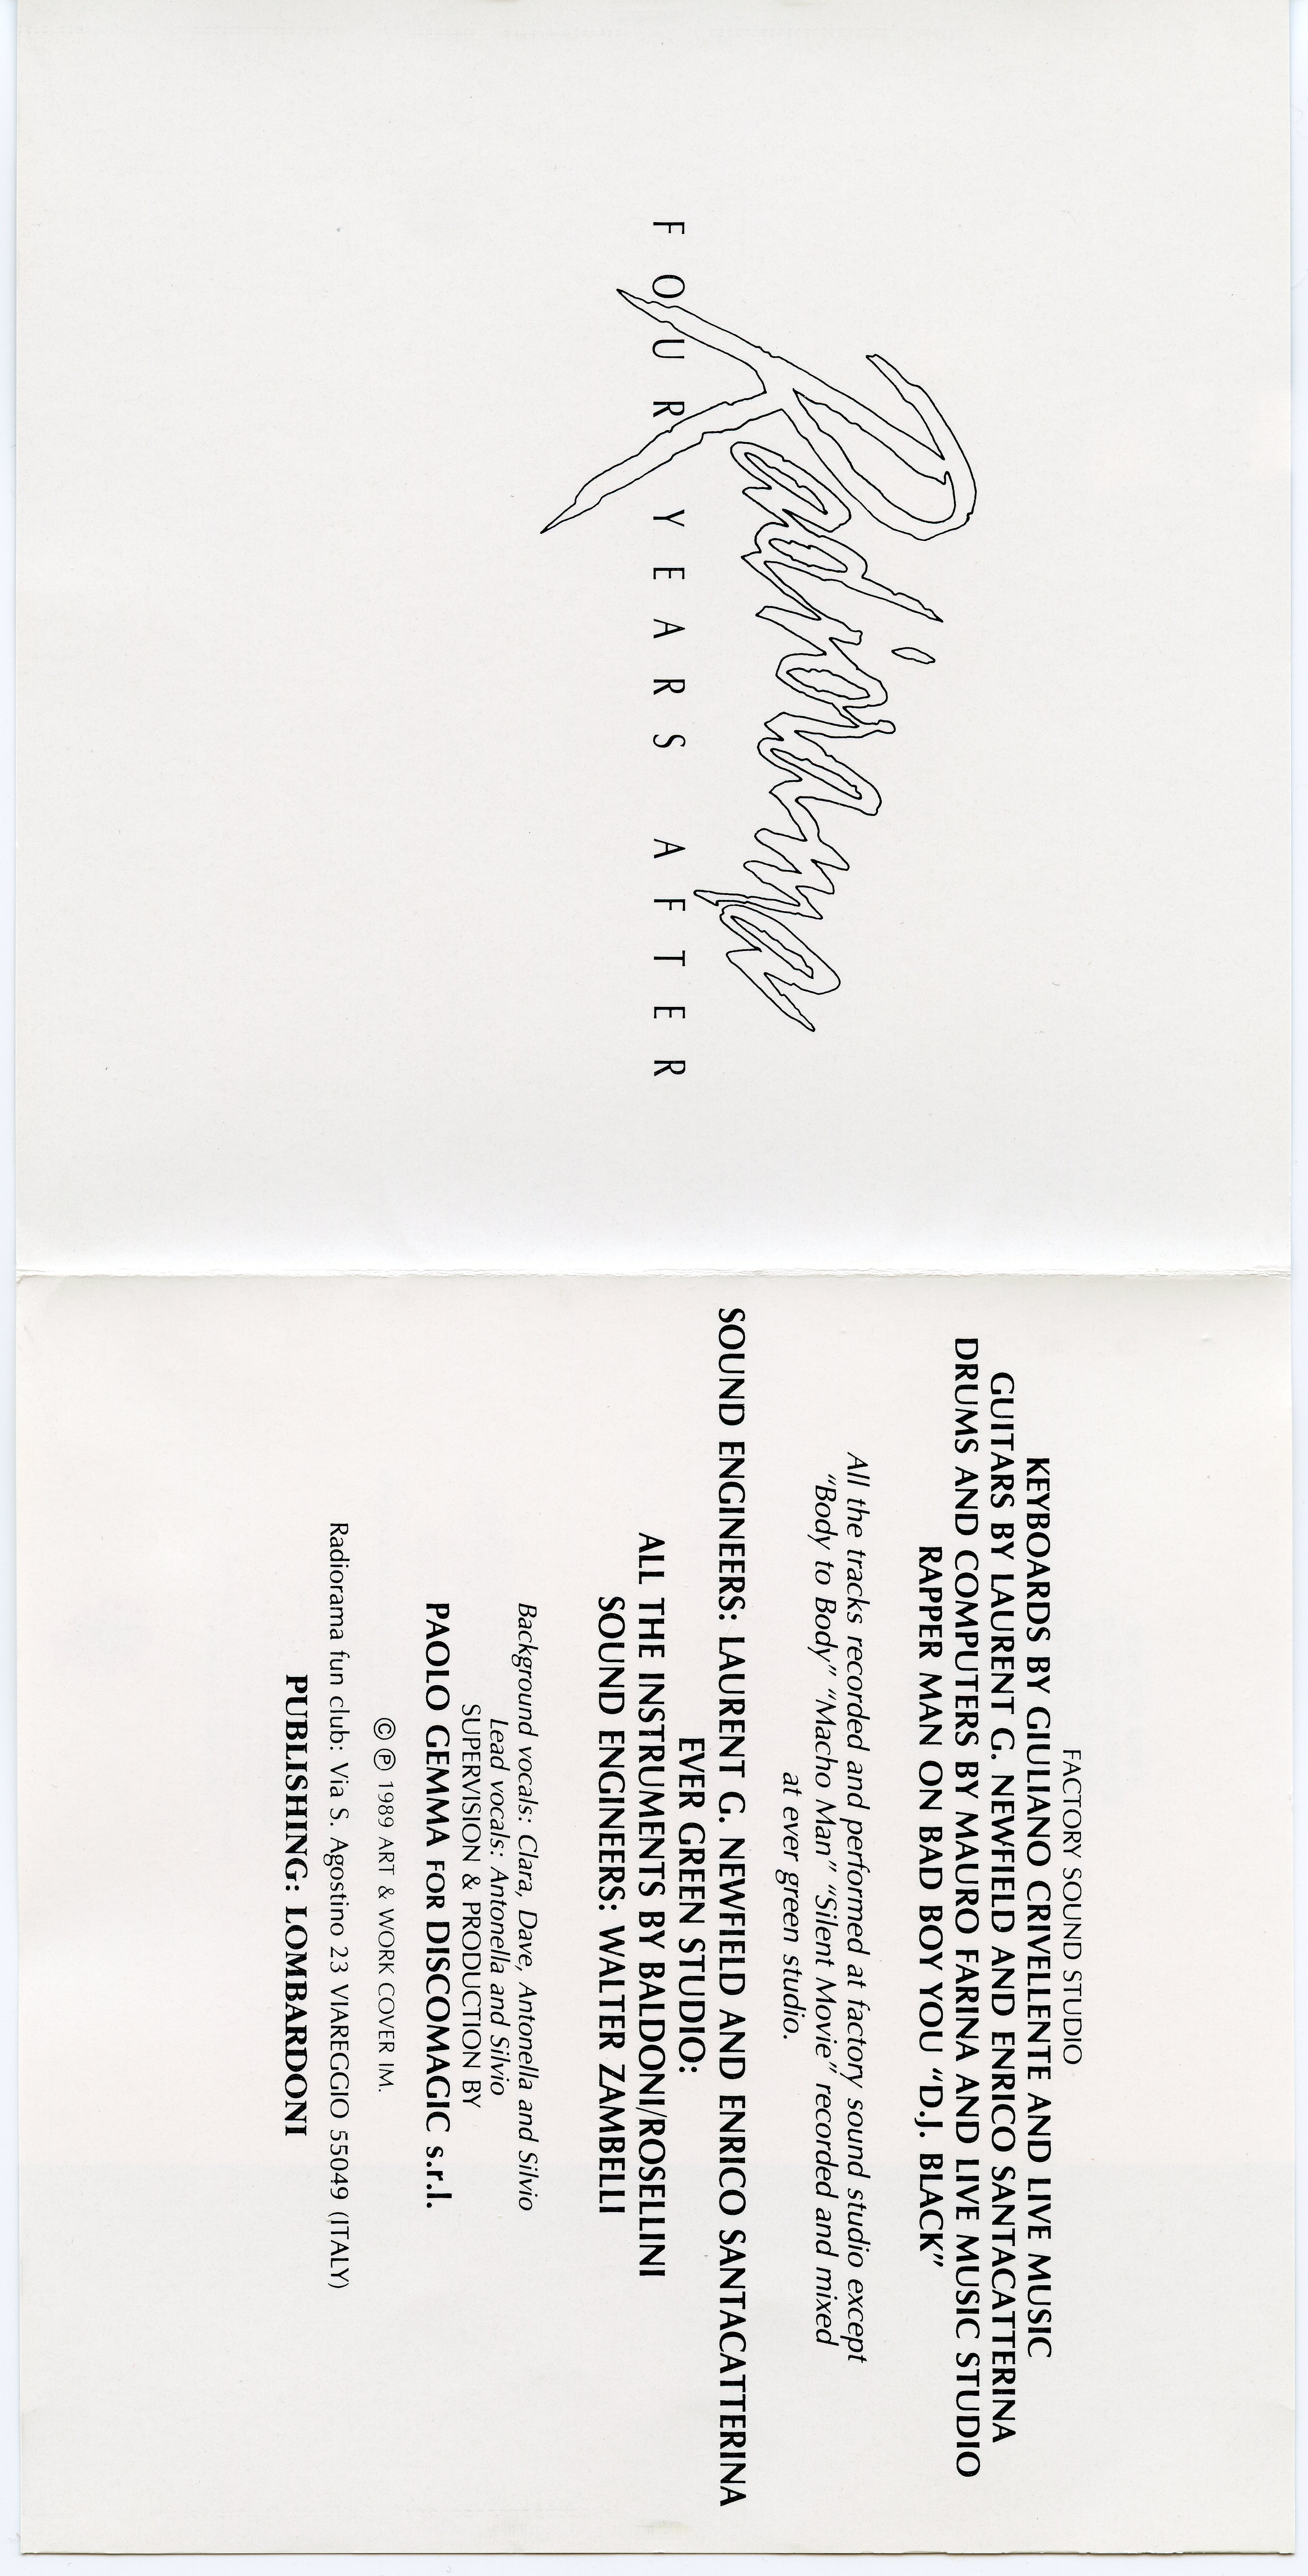 Radiorama
FOUR YEARS AFTER
FACTORY SOUND STUDIO
KEYBOARDS BY GIULIANO CRIVELLENTE AND LIVE MUSIC
GUITARS BY LAURENT G. NEWFIELD AND ENRICO SANTACATTERINA
DRUMS AND COMPUTERS BY MAURO FARINA AND LIVE MUSIC STUDIO
RAPPER MAN ON BAD BOY YOU “D.J. BLACK”
All the tracks recorded and performed at factory sound studio except
“Body to Body” “Macho Man” “Silent Movie” recorded and mixed
at ever green studio.
SOUND ENGINEERS: LAURENT G. NEWFIELD AND ENRICO SANTACATTERINA
EVER GREEN STUDIO:
ALL THE INSTRUMENTS BY BALDONI/ROSELLINI
SOUND ENGINEERS: WALTER ZAMBELLI
Background vocals: Clara, Dave, Antonella and Silvio
Lead vocals: Antonella and Silvio
SUPERVISION & PRODUCTION BY
PAOLO GEMMA FOR DISCOMAGIC s.r.l.
© ℗ 1989 ART & WORK COVER IM.
Radiorama fun club: Via S. Agostino 23 VIAREGGIO 55049 (ITALY)
PUBLISHING: LOMBARDONI